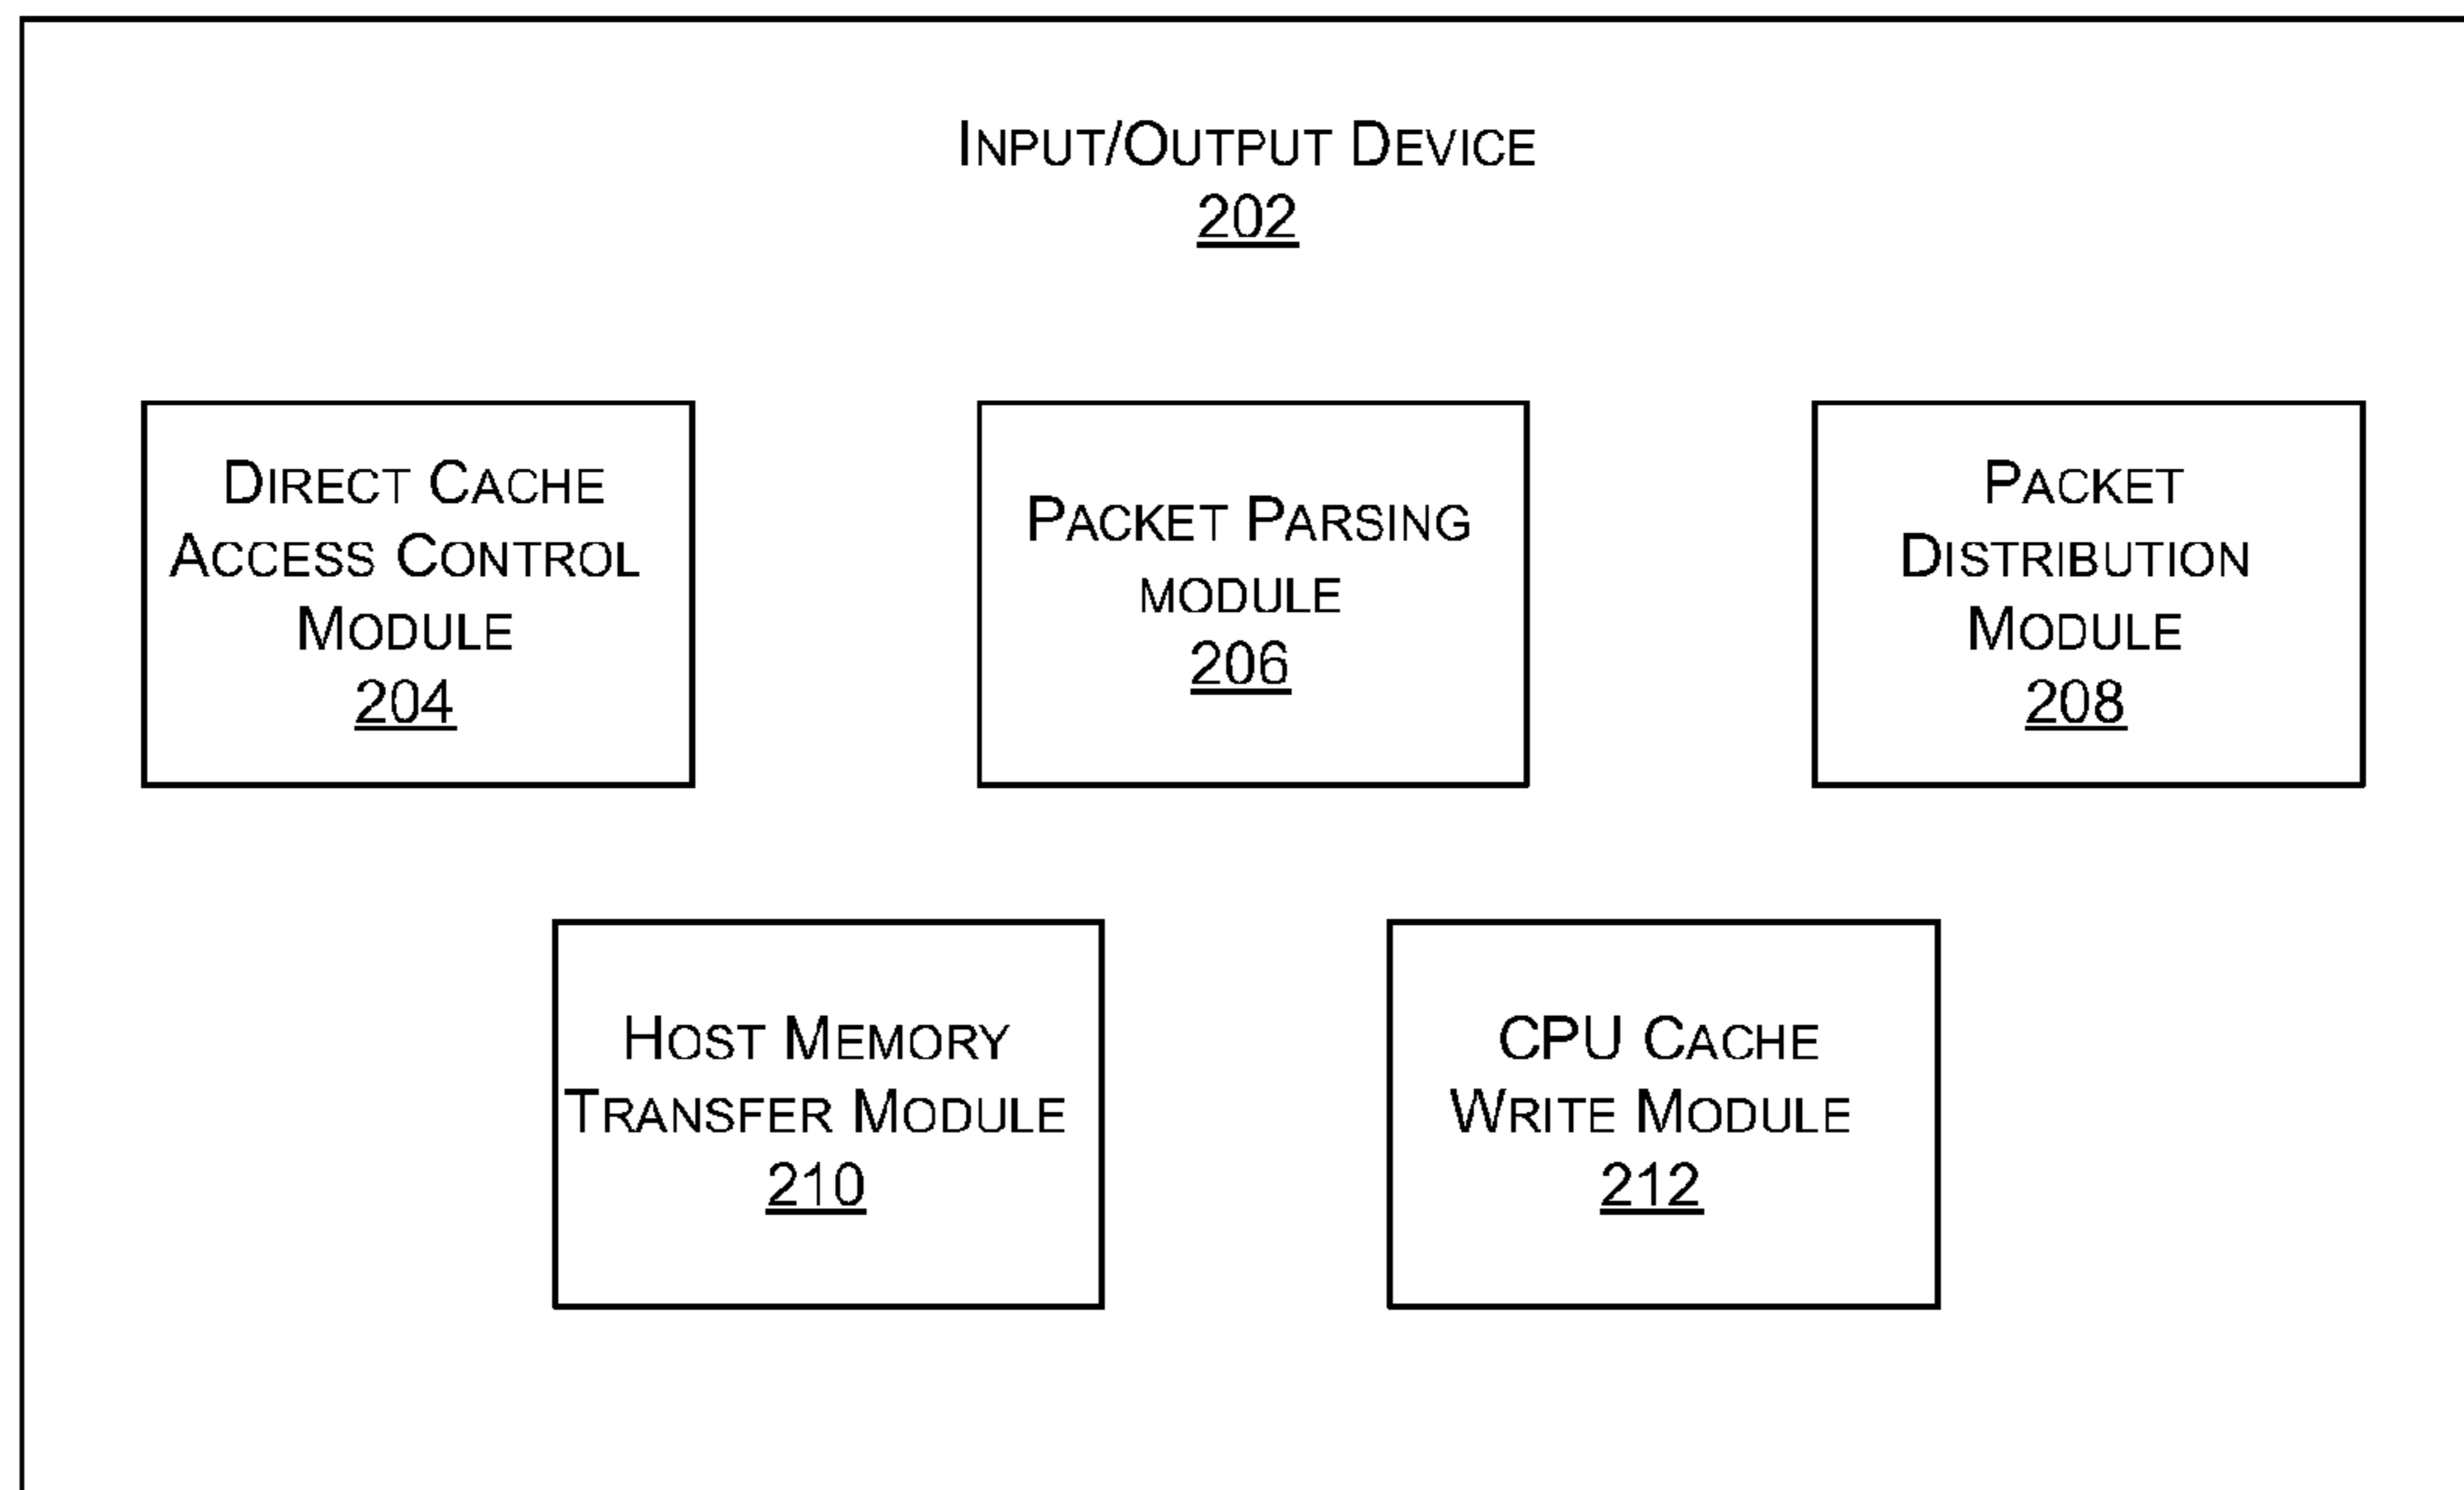 INPUT/OUTPUT DEVICE
202
DIRECT CACHE
ACCESS CONTROL
MODULE
204
PACKET PARSING
MODULE
206
PACKET
DISTRIBUTION
MODULE
208
HOST MEMORY
TRANSFER MODULE
210
CPU CACHE
WRITE MODULE
212